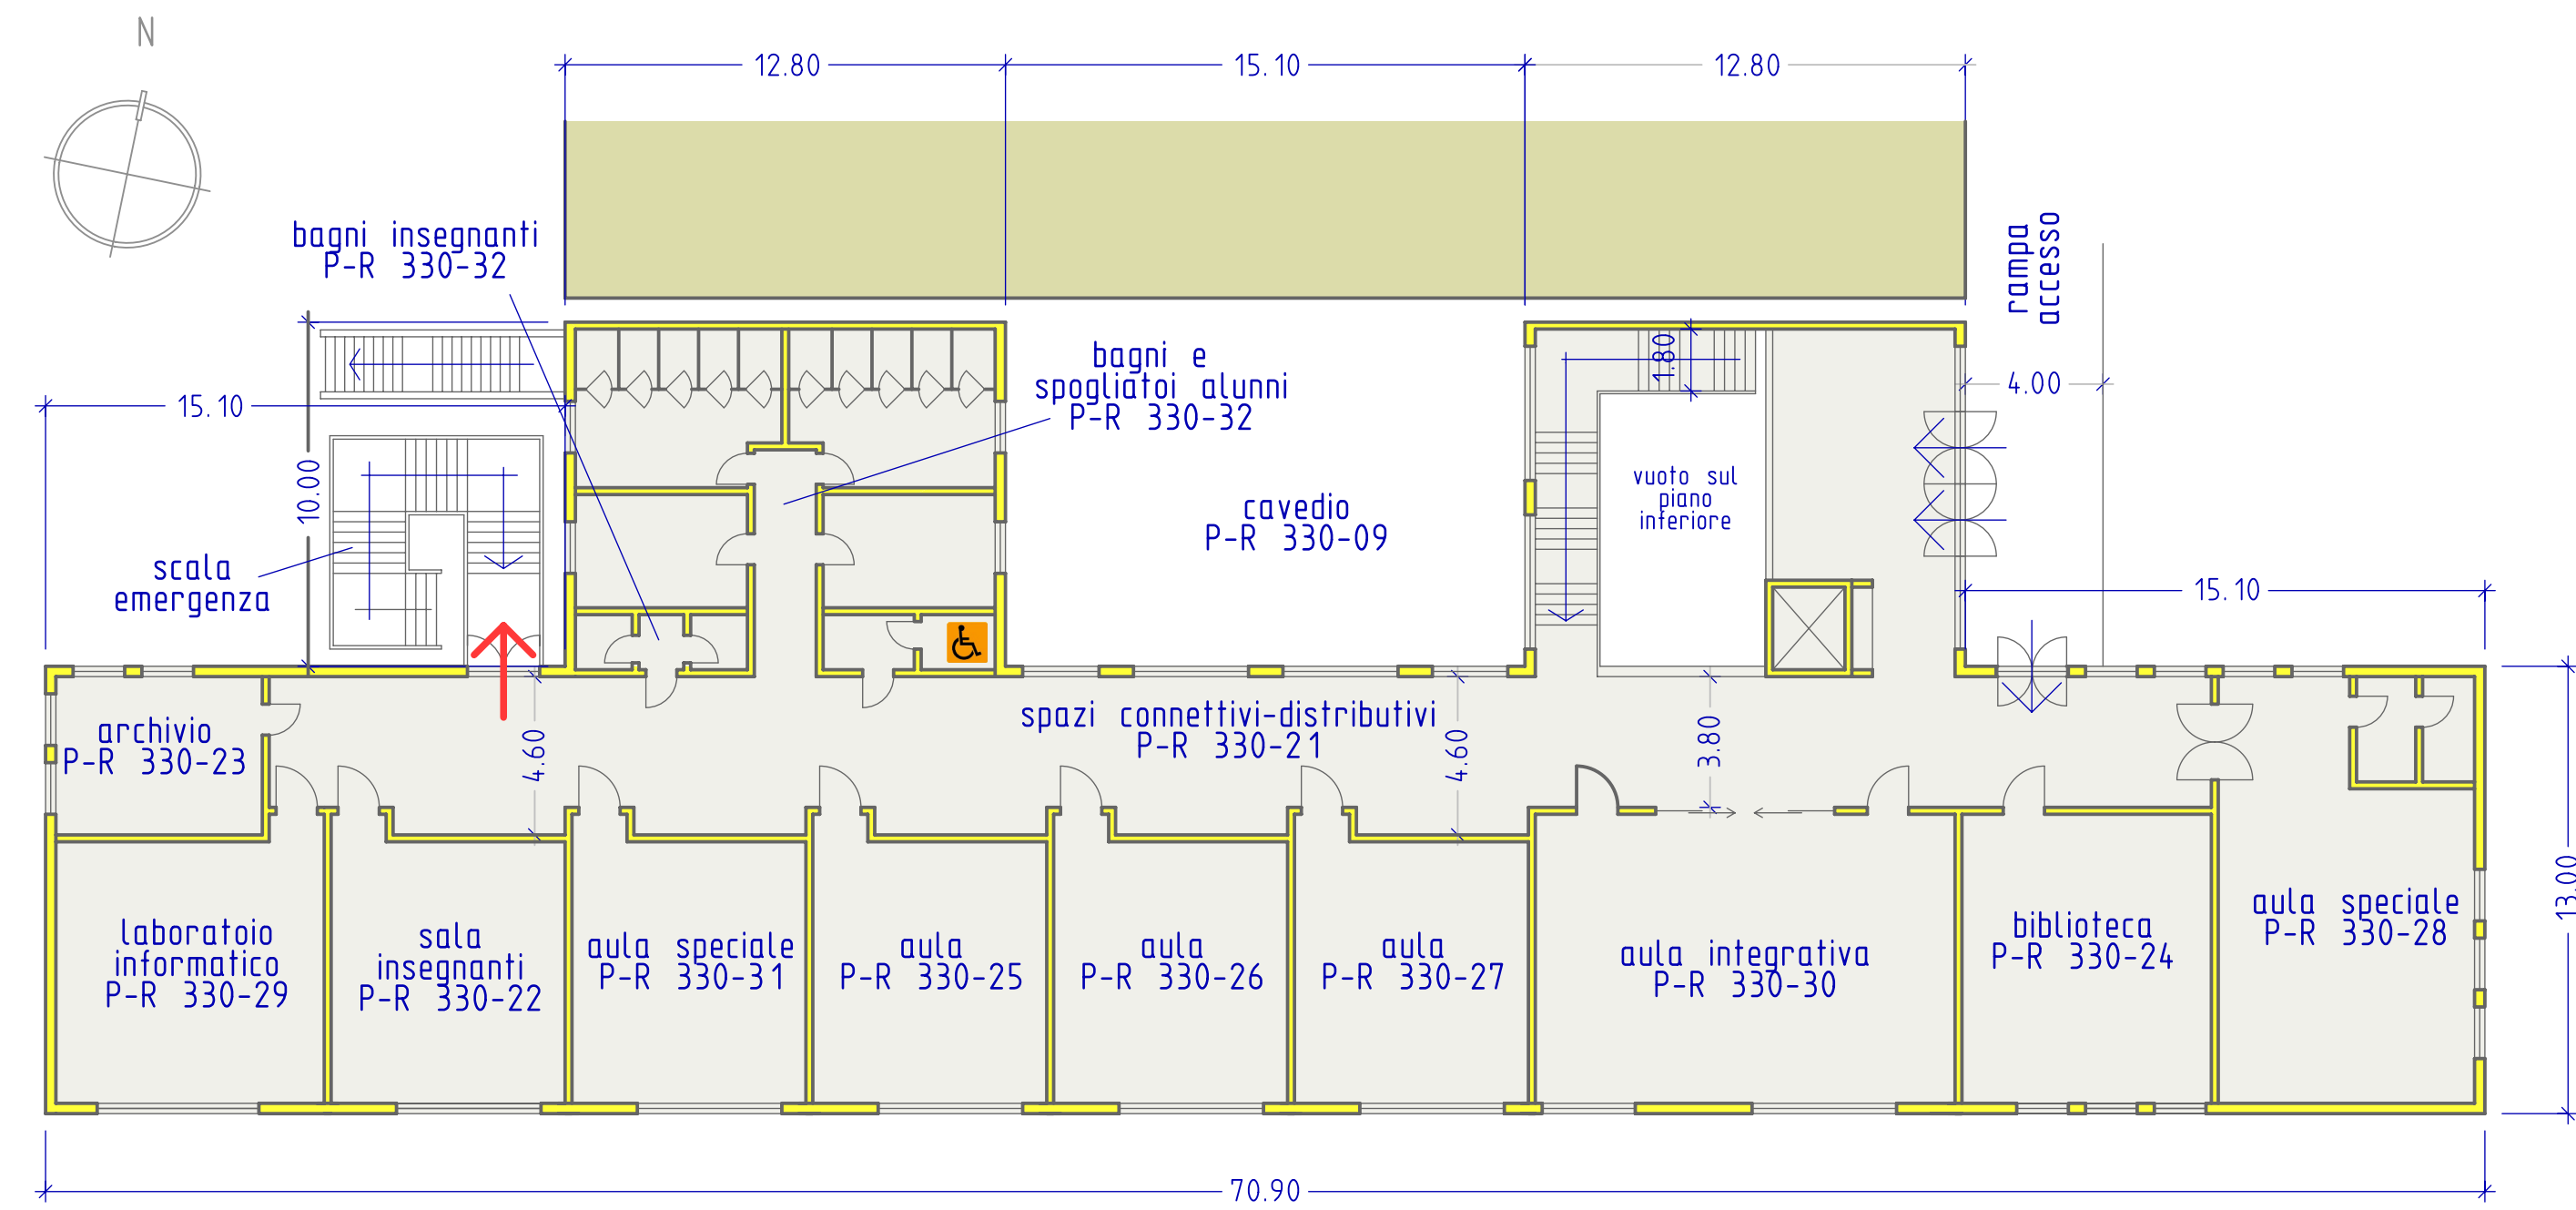 N
12.80
15.10
12.80
bagni insegnanti
P-R 330-32
rampa
accesso
bagni e
spogliatoi alunni
P-R 330-32
1.80
4.00
15.10
10.00
vuoto sul
piano
inferiore
cavedio
P-R 330-09
scala
emergenza
15.10
archivio
P-R 330-23
4.60
spazi connettivi-distributivi
P-R 330-21
4.60
3.80
13.00
laboratoio
informatico
P-R 330-29
sala
insegnanti
P-R 330-22
aula speciale
P-R 330-31
aula
P-R 330-25
aula
P-R 330-26
aula
P-R 330-27
aula integrativa
P-R 330-30
biblioteca
P-R 330-24
aula speciale
P-R 330-28
70.90